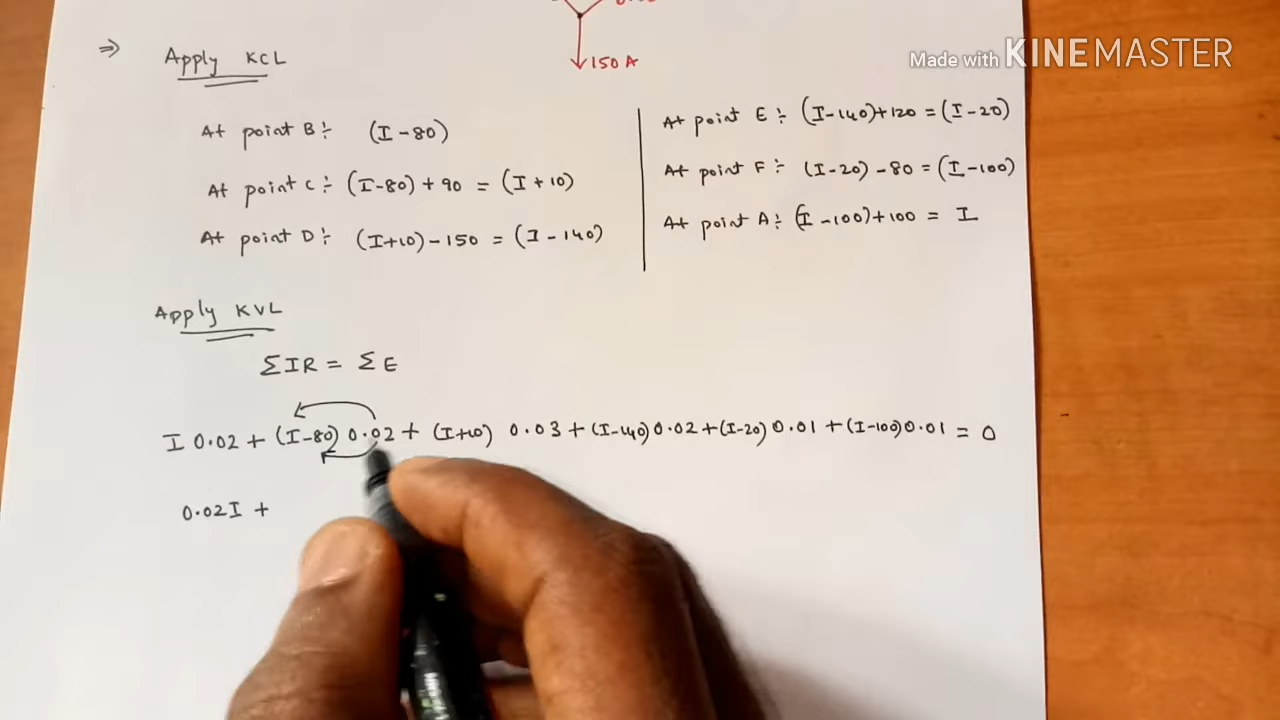 150 A
Made with KINEMASTER
⇒ Apply KCL
At point B :- (I-80)
At point C :- (I-80)+90 = (I+10)
At point D :- (I+10)-150 = (I-140)
At point E :- (I-140)+120 = (I-20)
At point F :- (I-20)-80 = (I-100)
At point A :- (I-100)+100 = I
Apply KVL
ΣIR = ΣE
I 0.02 + (I-80) 0.02 + (I+10) 0.03 + (I-140) 0.02 + (I-20) 0.01 + (I-100) 0.01 = 0
0.02I +